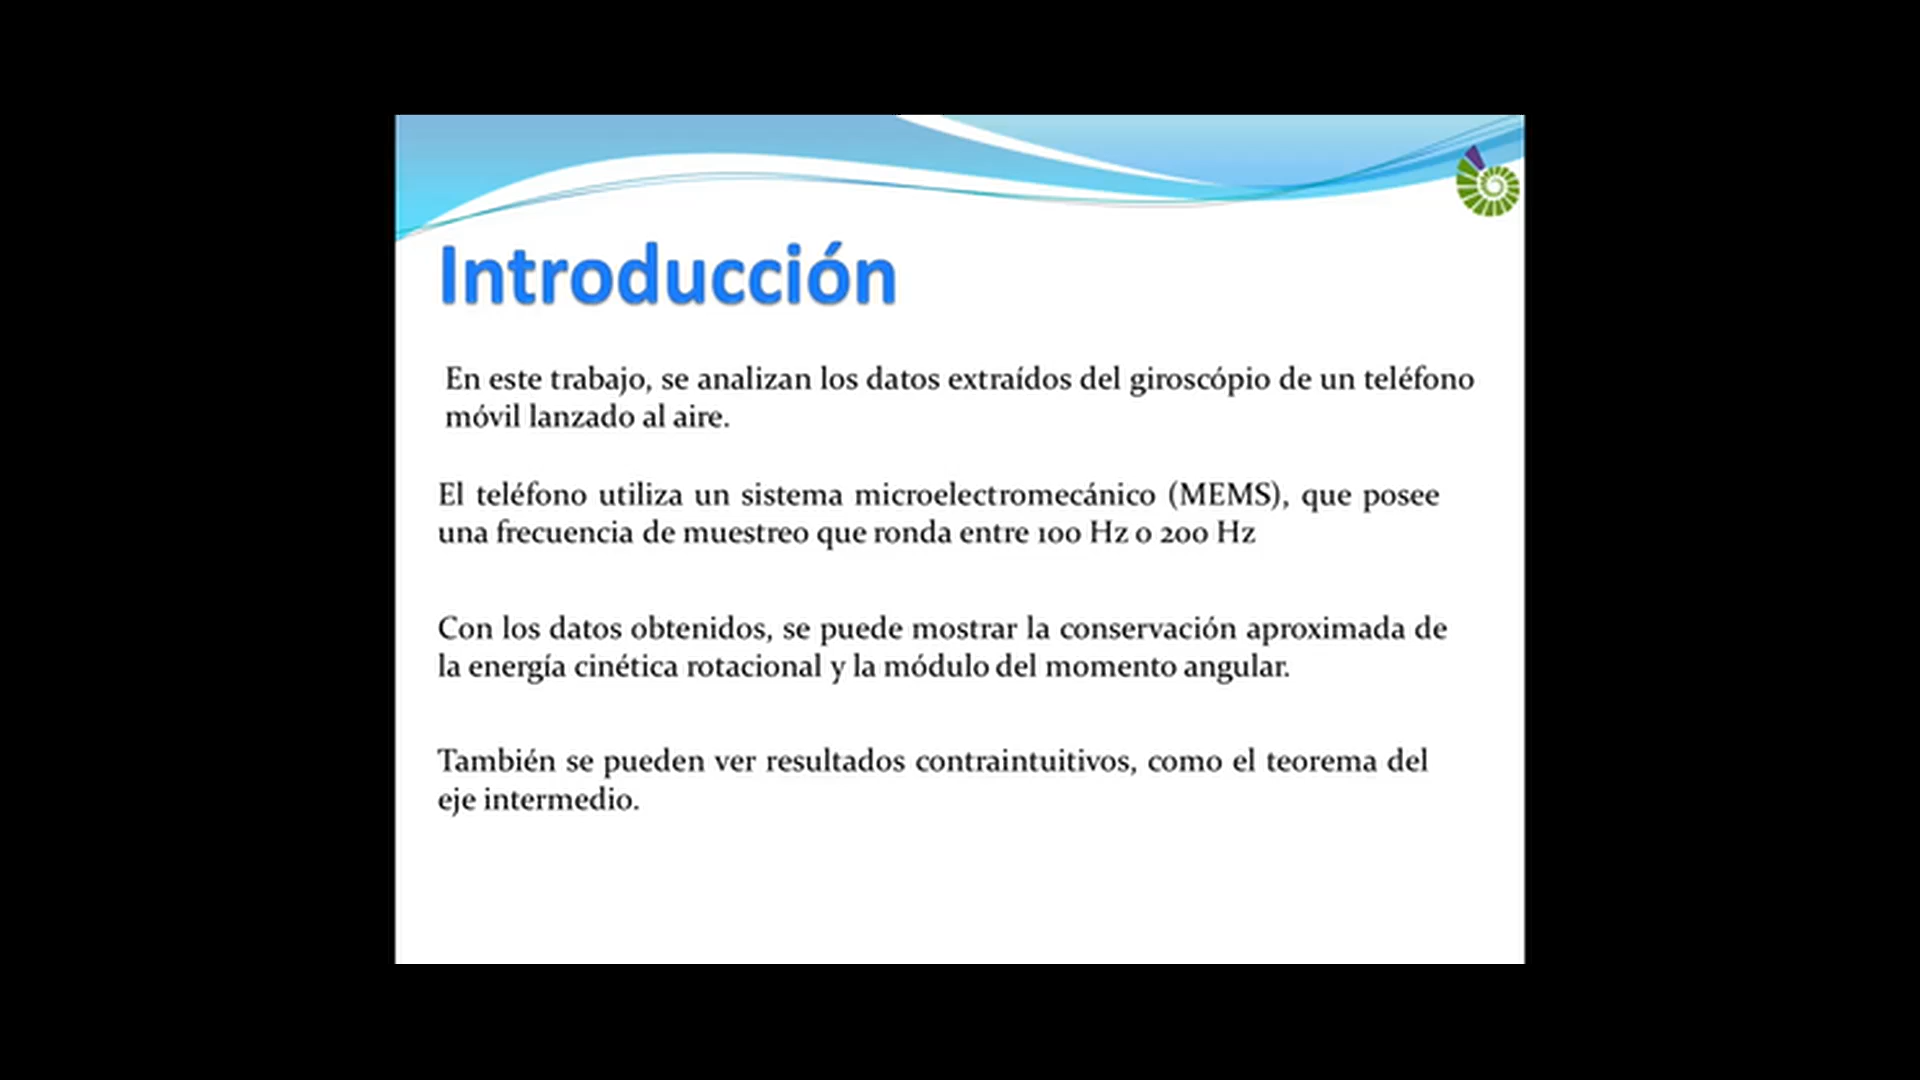 Introducción
En este trabajo, se analizan los datos extraídos del giroscópio de un teléfono
móvil lanzado al aire.
El teléfono utiliza un sistema microelectromecánico (MEMS), que posee
una frecuencia de muestreo que ronda entre 100 Hz o 200 Hz
Con los datos obtenidos, se puede mostrar la conservación aproximada de
la energía cinética rotacional y la módulo del momento angular.
También se pueden ver resultados contraintuitivos, como el teorema del
eje intermedio.